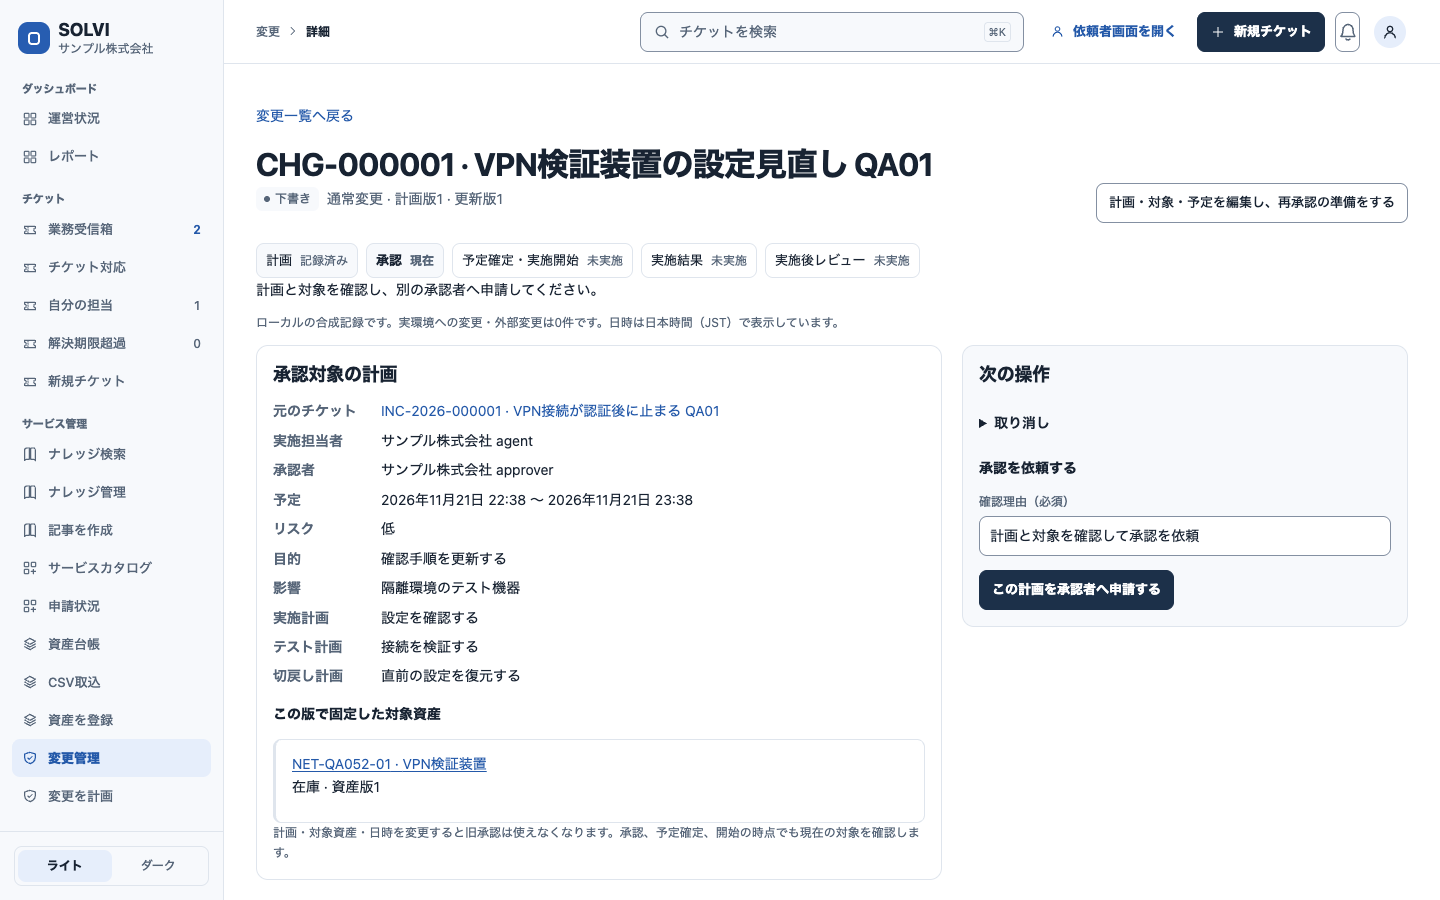 SOLVI
サンプル株式会社
ダッシュボード
運営状況
レポート
チケット
業務受信箱 2
チケット対応
自分の担当 1
解決期限超過 0
新規チケット
サービス管理
ナレッジ検索
ナレッジ管理
記事を作成
サービスカタログ
申請状況
資産台帳
CSV取込
資産を登録
変更管理
変更を計画
ライト ダーク
変更 > 詳細
チケットを検索 ⌘K
依頼者画面を開く
+ 新規チケット
変更一覧へ戻る
CHG-000001 · VPN検証装置の設定見直し QA01
下書き 通常変更 · 計画版1 · 更新版1
計画・対象・予定を編集し、再承認の準備をする
計画 記録済み 承認 現在 予定確定・実施開始 未実施 実施結果 未実施 実施後レビュー 未実施
計画と対象を確認し、別の承認者へ申請してください。
ローカルの合成記録です。実環境への変更・外部変更は0件です。日時は日本時間（JST）で表示しています。
承認対象の計画
元のチケット INC-2026-000001 · VPN接続が認証後に止まる QA01
実施担当者 サンプル株式会社 agent
承認者 サンプル株式会社 approver
予定 2026年11月21日 22:38 〜 2026年11月21日 23:38
リスク 低
目的 確認手順を更新する
影響 隔離環境のテスト機器
実施計画 設定を確認する
テスト計画 接続を検証する
切戻し計画 直前の設定を復元する
この版で固定した対象資産
NET-QA052-01 · VPN検証装置
在庫 · 資産版1
計画・対象資産・日時を変更すると旧承認は使えなくなります。承認、予定確定、開始の時点でも現在の対象を確認しま
す。
次の操作
▶ 取り消し
承認を依頼する
確認理由（必須）
計画と対象を確認して承認を依頼
この計画を承認者へ申請する